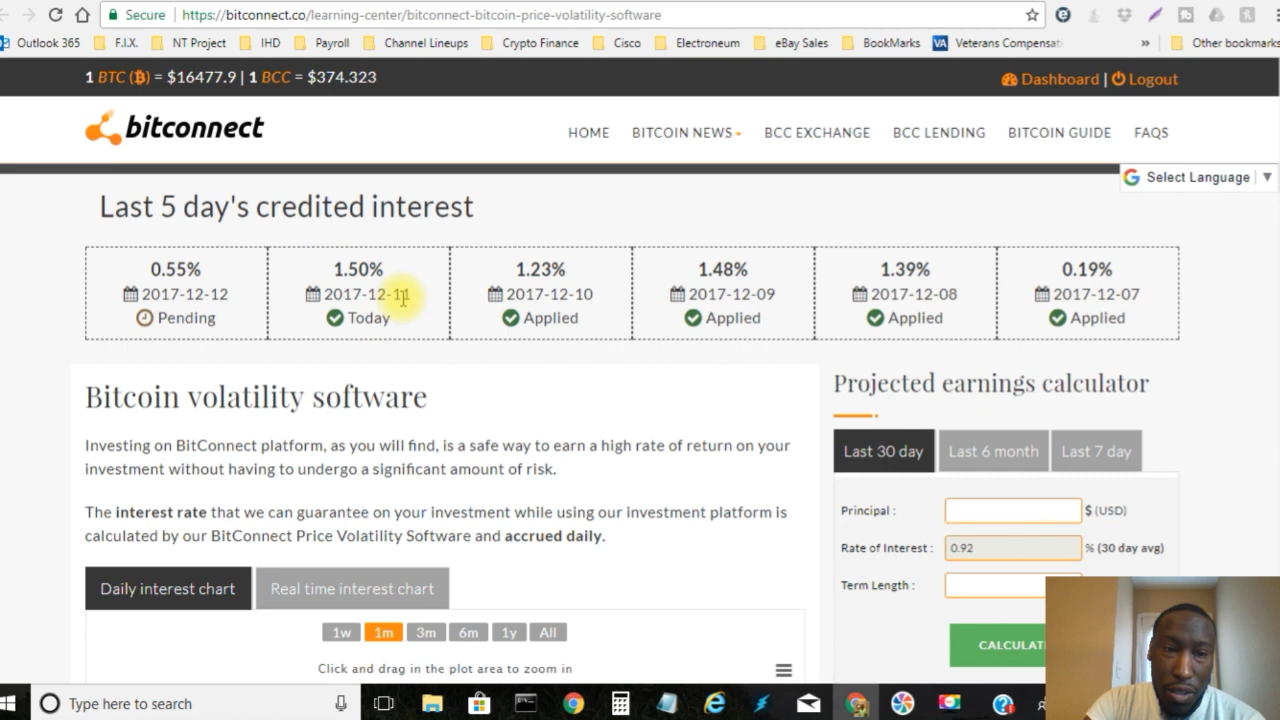 Secure https://bitconnect.co/learning-center/bitconnect-bitcoin-price-volatility-software
Outlook 365 F.I.X. NT Project IHD Payroll Channel Lineups Crypto Finance Cisco Electroneum eBay Sales BookMarks VA Veterans Compensati » Other bookmarks
1 BTC (₿) = $16477.9 | 1 BCC = $374.323 Dashboard | Logout
bitconnect HOME BITCOIN NEWS BCC EXCHANGE BCC LENDING BITCOIN GUIDE FAQS
G Select Language ▼
Last 5 day's credited interest
0.55% 1.50% 1.23% 1.48% 1.39% 0.19%
2017-12-12 2017-12-11 2017-12-10 2017-12-09 2017-12-08 2017-12-07
Pending Today Applied Applied Applied Applied
Bitcoin volatility software
Investing on BitConnect platform, as you will find, is a safe way to earn a high rate of return on your
investment without having to undergo a significant amount of risk.
The interest rate that we can guarantee on your investment while using our investment platform is
calculated by our BitConnect Price Volatility Software and accrued daily.
Daily interest chart Real time interest chart
1w 1m 3m 6m 1y All
Click and drag in the plot area to zoom in
Projected earnings calculator
Last 30 day Last 6 month Last 7 day
Principal : $ (USD)
Rate of Interest : 0.92 % (30 day avg)
Term Length :
CALCULAT
Type here to search